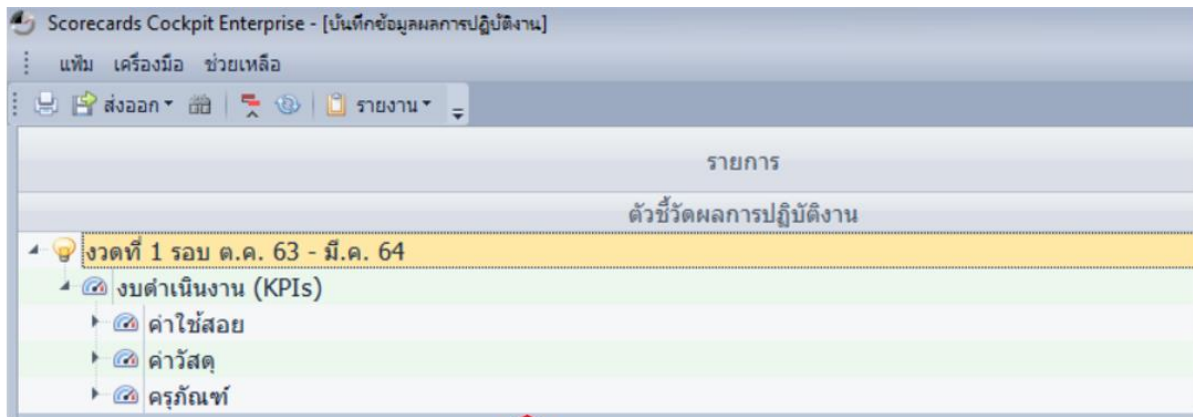 Scorecards Cockpit Enterprise - [บันทึกข้อมูลผลการปฏิบัติงาน]
แฟ้ม เครื่องมือ ช่วยเหลือ
ส่งออก รายงาน
รายการ
ตัวชี้วัดผลการปฏิบัติงาน
งวดที่ 1 รอบ ต.ค. 63 - มี.ค. 64
งบดำเนินงาน (KPIs)
ค่าใช้สอย
ค่าวัสดุ
ครุภัณฑ์